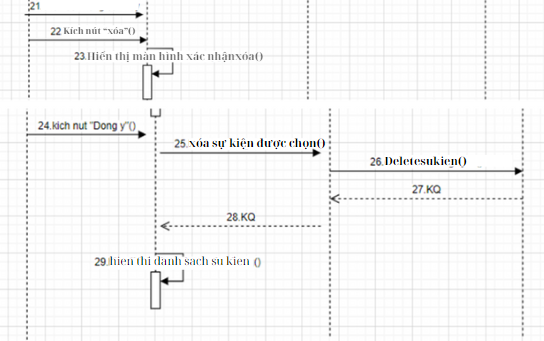 21
22 Kích nút "xóa"()
23.Hiển thị màn hình xác nhậnxóa()
24.kich nut "Dong y"()
25.xóa sự kiện được chọn()
26.Deletesukien()
27.KQ
28.KQ
29.hien thi danh sach su kien ()